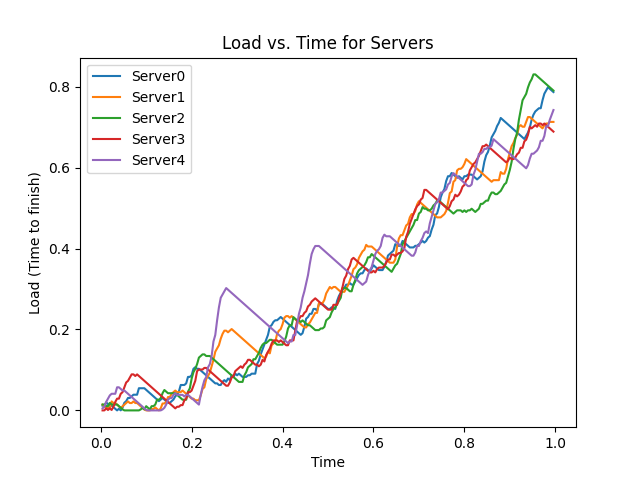 Load vs. Time for Servers
Server0
Server1
Server2
Server3
Server4
Load (Time to finish)
0.8
0.6
0.4
0.2
0.0
0.0 0.2 0.4 0.6 0.8 1.0
Time